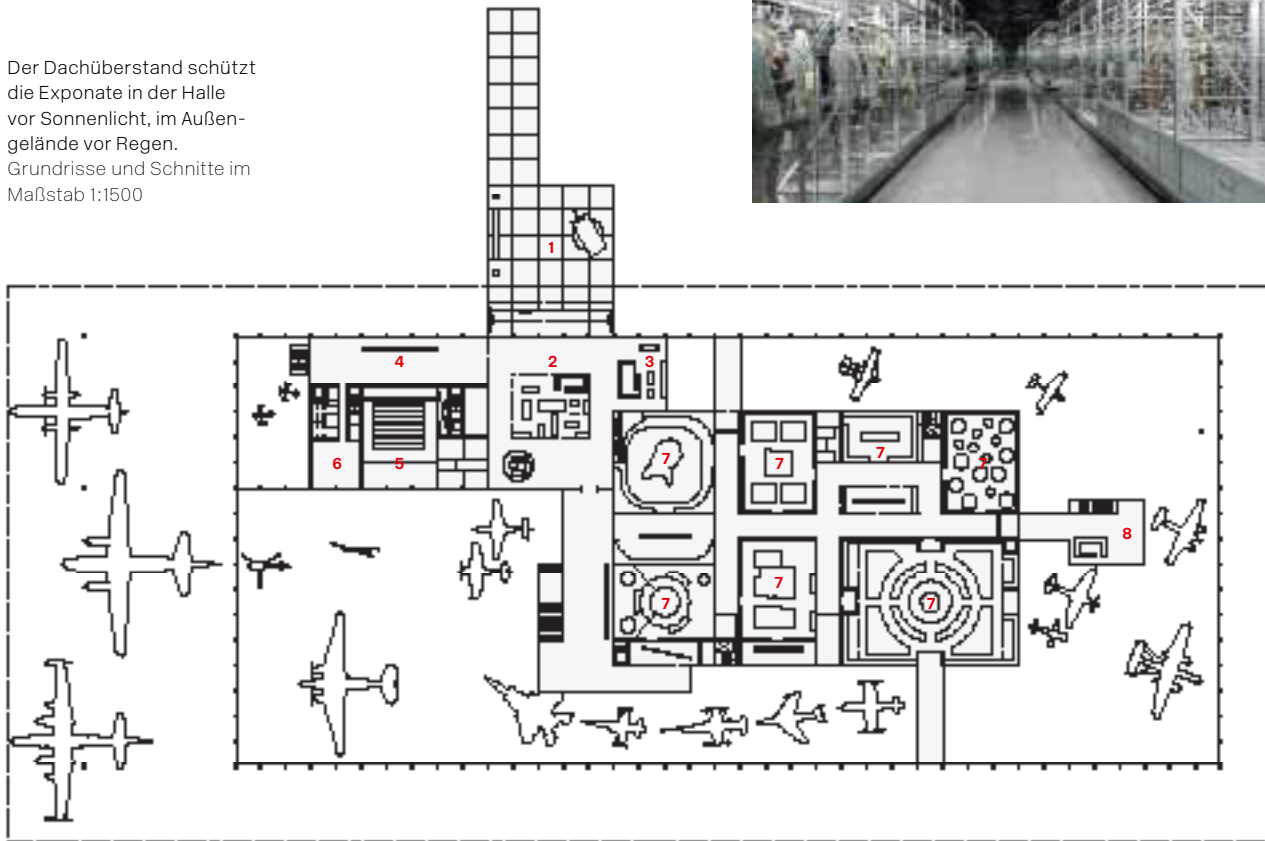 Der Dachüberstand schützt
die Exponate in der Halle
vor Sonnenlicht, im Außen-
gelände vor Regen.
Grundrisse und Schnitte im
Maßstab 1:1500
1
4
2
3
7
7
7
7
6
5
8
7
7
7